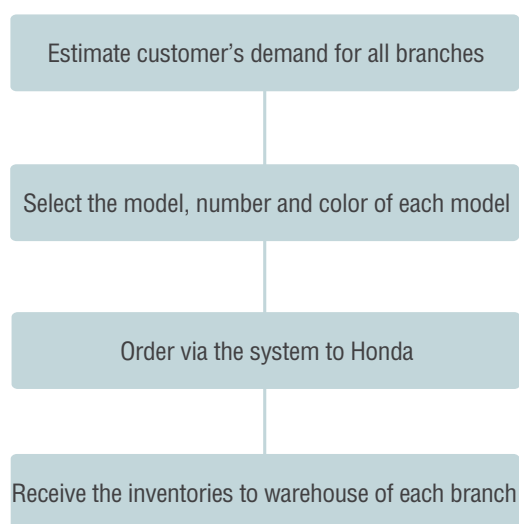 Estimate customer’s demand for all branches
Select the model, number and color of each model
Order via the system to Honda
Receive the inventories to warehouse of each branch